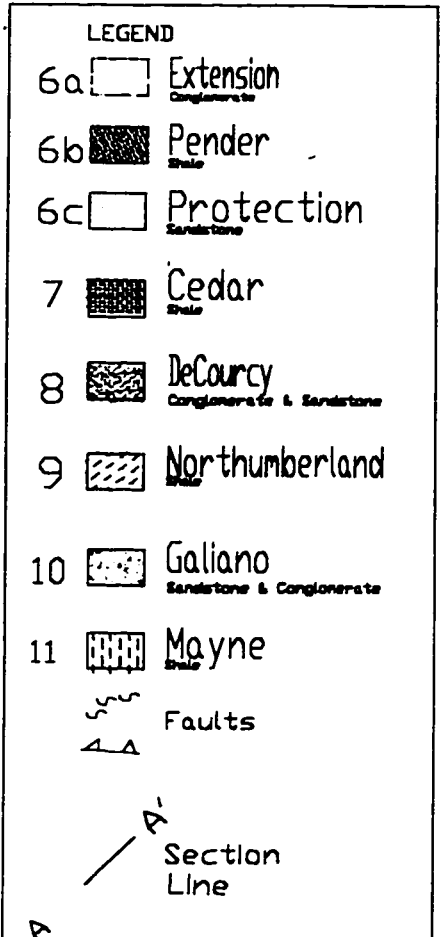 LEGEND
6a Extension
Conglomerate
6b Pender
Shale
6c Protection
Sandstone
7 Cedar
Shale
8 DeCourcy
Conglomerate & Sandstone
9 Northumberland
Shale
10 Galiano
Sandstone & Conglomerate
11 Mayne
Shale
Faults
A'
Section
Line
A